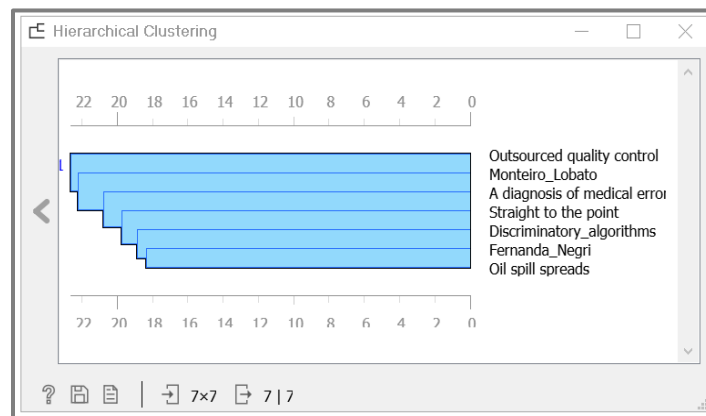 Hierarchical Clustering
22 20 18 16 14 12 10 8 6 4 2 0
Outsourced quality control
Monteiro_Lobato
A diagnosis of medical error
Straight to the point
Discriminatory_algorithms
Fernanda_Negri
Oil spill spreads
22 20 18 16 14 12 10 8 6 4 2 0
? 7×7 7 | 7